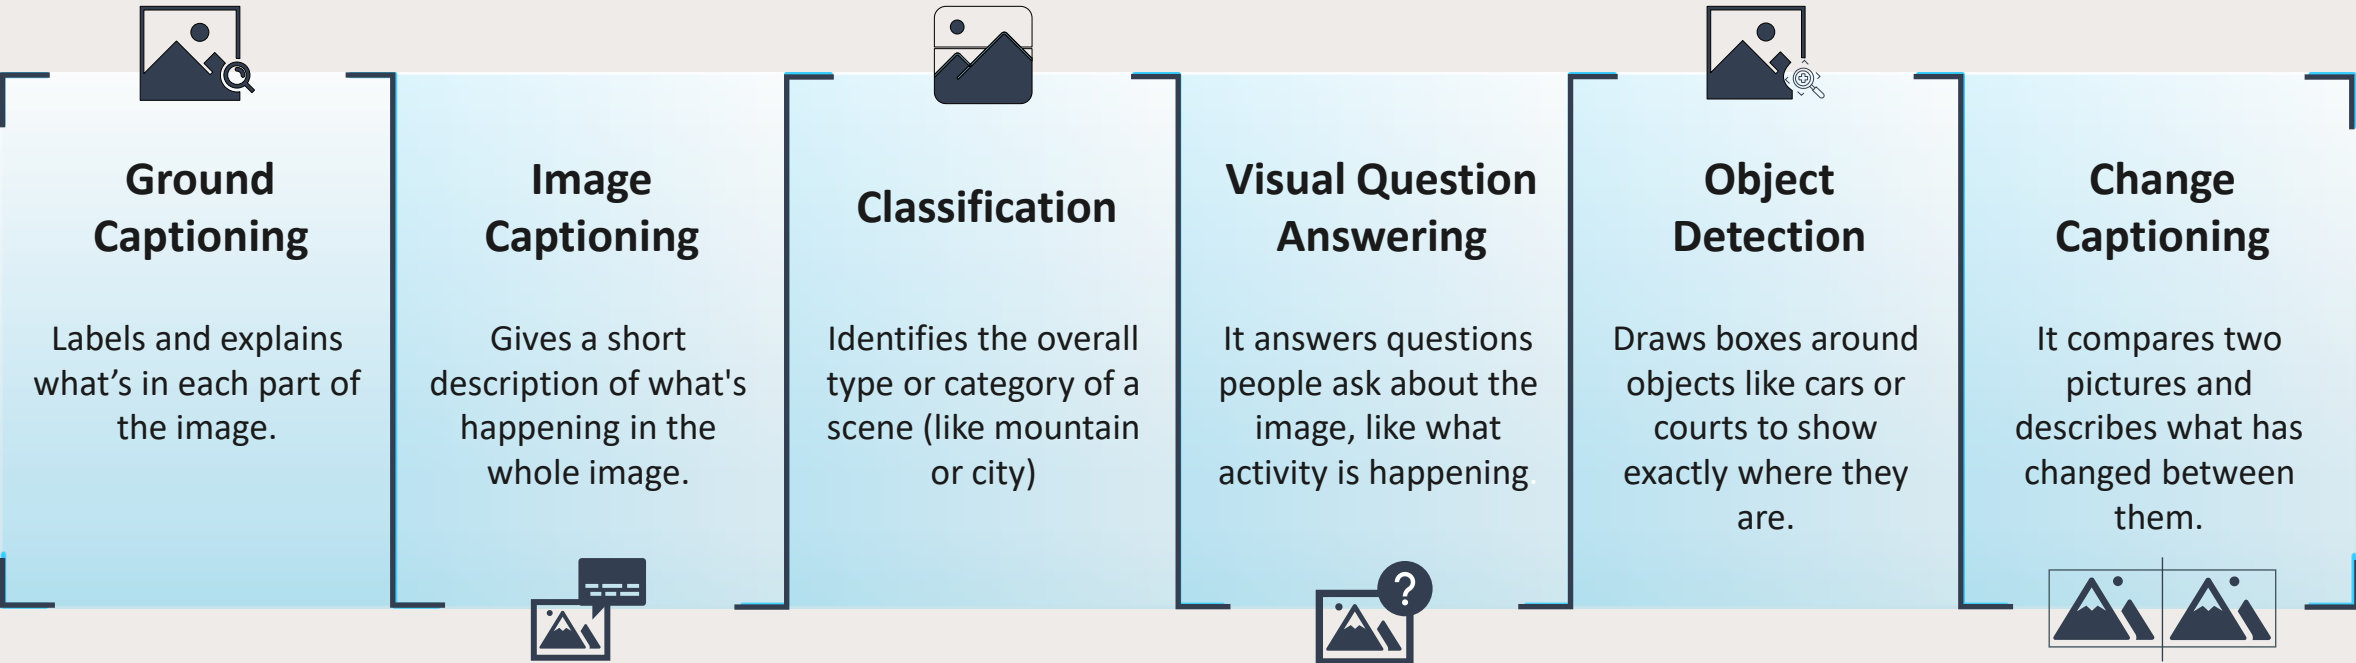 Ground
Captioning
Labels and explains
what’s in each part of
the image.
Image
Captioning
Gives a short
description of what's
happening in the
whole image.
Classification
Identifies the overall
type or category of a
scene (like mountain
or city)
Visual Question
Answering
It answers questions
people ask about the
image, like what
activity is happening.
Object
Detection
Draws boxes around
objects like cars or
courts to show
exactly where they
are.
Change
Captioning
It compares two
pictures and
describes what has
changed between
them.
?